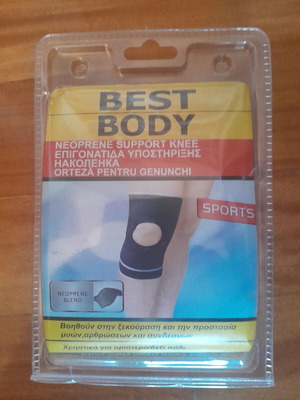 BEST
BODY
NEOPRENE SUPPORT KNEE
ΕΠΙΓΟΝΑΤΙΔΑ ΥΠΟΣΤΗΡΙΞΗΣ
НАКОЛЕНКА
ORTEZĂ PENTRU GENUNCHI
SPORTS
NEOPRENE
BLEND
Βοηθούν στην ξεκούραση και την προστασία
μυών,αρθρώσεων και συνδέσμων